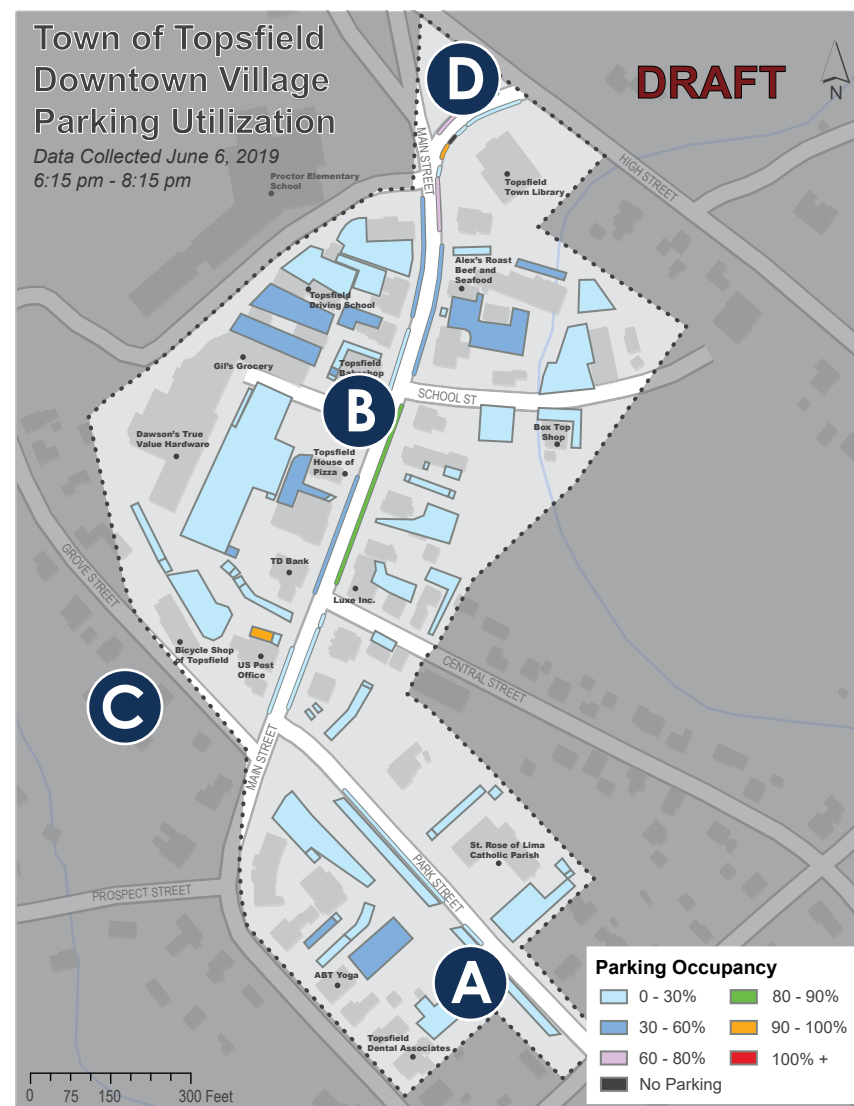 Town of Topsfield
Downtown Village
Parking Utilization
Data Collected June 6, 2019
6:15 pm - 8:15 pm
DRAFT
N
D
MAIN STREET
HIGH STREET
Proctor Elementary
School
Topsfield
Town Library
Alex's Roast
Beef and
Seafood
Topsfield
Driving School
Gil's Grocery
Topsfield
B
SCHOOL ST
Dawson's True
Value Hardware
Topsfield
House of
Pizza
Box Top
Shop
GROVE STREET
TD Bank
Luxe Inc.
Bicycle Shop
of Topsfield
US Post
Office
CENTRAL STREET
C
MAIN STREET
St. Rose of Lima
Catholic Parish
PARK STREET
PROSPECT STREET
ABT Yoga
A
Topsfield
Dental Associates
Parking Occupancy
0 - 30%
30 - 60%
60 - 80%
80 - 90%
90 - 100%
100% +
No Parking
0 75 150 300 Feet